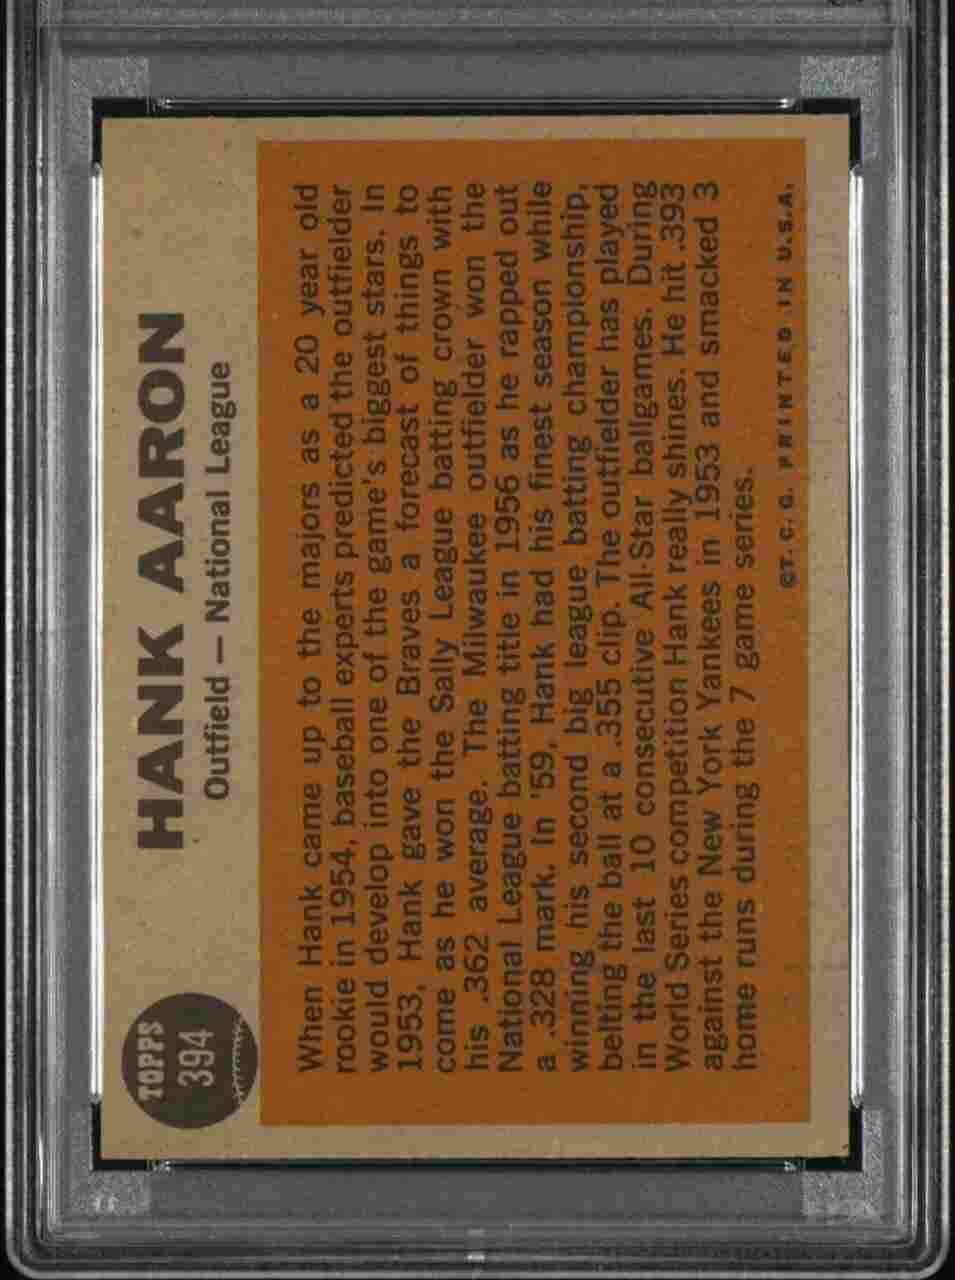 TOPPS
394
HANK AARON
Outfield — National League
When Hank came up to the majors as a 20 year old
rookie in 1954, baseball experts predicted the outfielder
would develop into one of the game's biggest stars. In
1953, Hank gave the Braves a forecast of things to
come as he won the Sally League batting crown with
his .362 average. The Milwaukee outfielder won the
National League batting title in 1956 as he rapped out
a .328 mark. In '59, Hank had his finest season while
winning his second big league batting championship,
belting the ball at a .355 clip. The outfielder has played
in the last 10 consecutive All-Star ballgames. During
World Series competition Hank really shines. He hit .393
against the New York Yankees in 1953 and smacked 3
home runs during the 7 game series.
©T. C. G. PRINTED IN U.S.A.